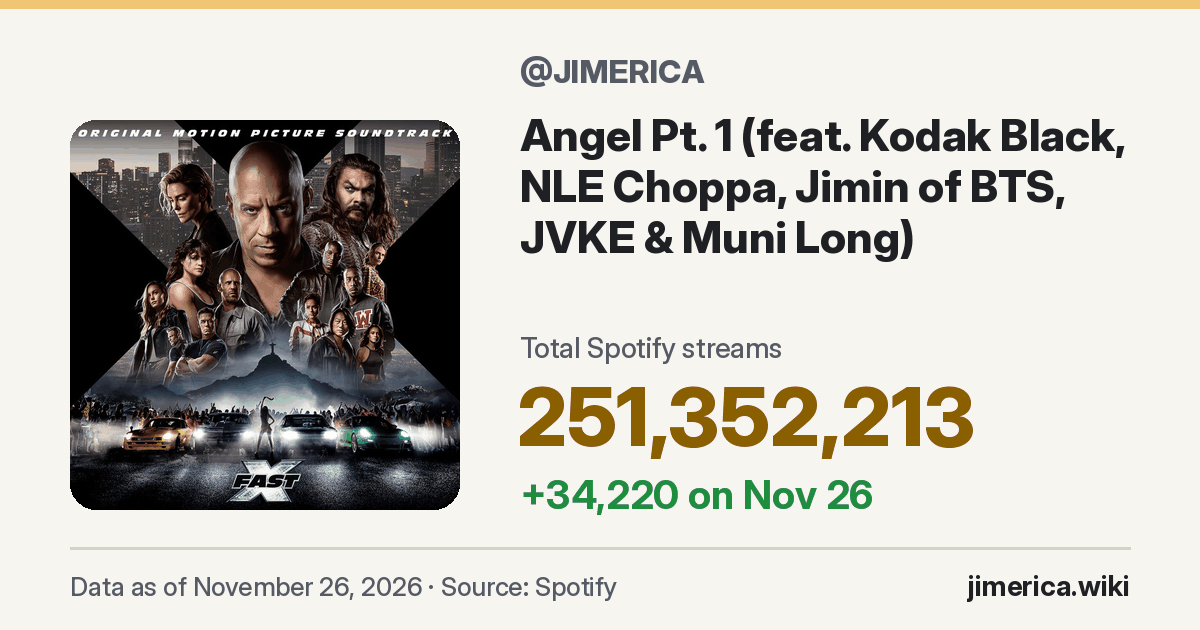 @JIMERICA
ORIGINAL MOTION PICTURE SOUNDTRACK
Angel Pt. 1 (feat. Kodak Black,
NLE Choppa, Jimin of BTS,
JVKE & Muni Long)
Total Spotify streams
251,352,213
+34,220 on Nov 26
W
FAST X
Data as of November 26, 2026 · Source: Spotify
jimerica.wiki